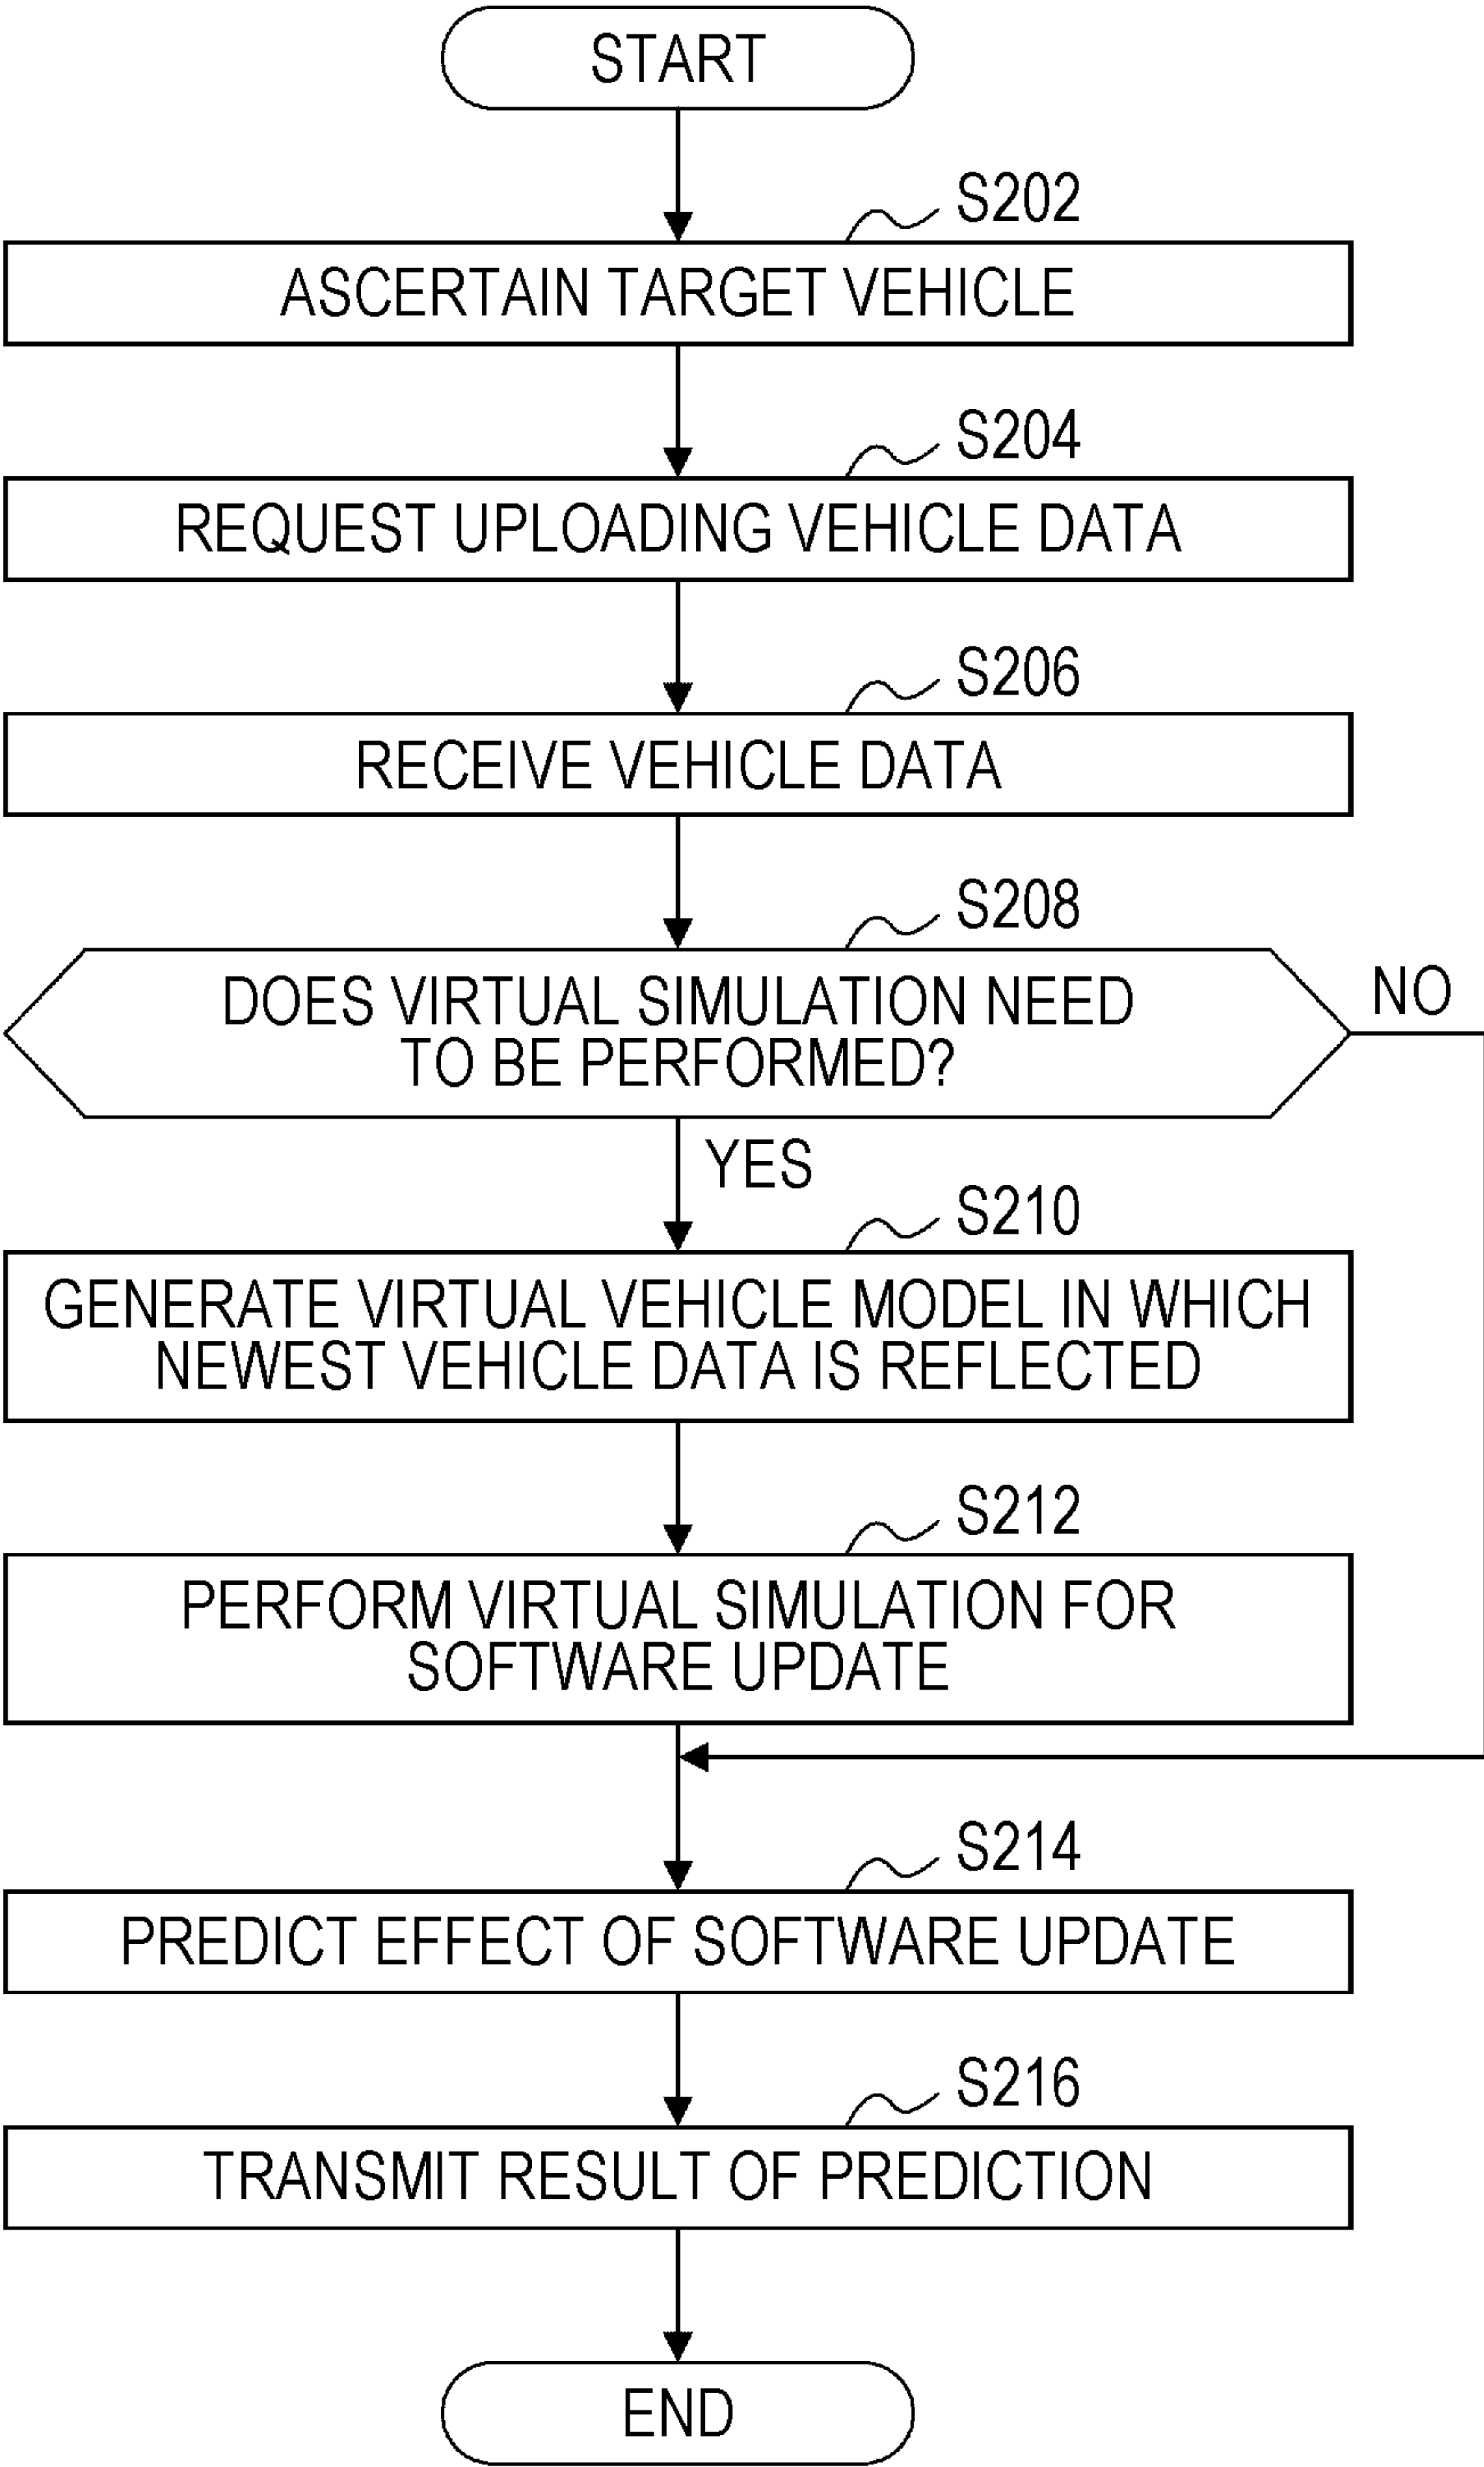 START
S202
ASCERTAIN TARGET VEHICLE
S204
REQUEST UPLOADING VEHICLE DATA
S206
RECEIVE VEHICLE DATA
S208
DOES VIRTUAL SIMULATION NEED
TO BE PERFORMED?
NO
YES
S210
GENERATE VIRTUAL VEHICLE MODEL IN WHICH
NEWEST VEHICLE DATA IS REFLECTED
S212
PERFORM VIRTUAL SIMULATION FOR
SOFTWARE UPDATE
S214
PREDICT EFFECT OF SOFTWARE UPDATE
S216
TRANSMIT RESULT OF PREDICTION
END